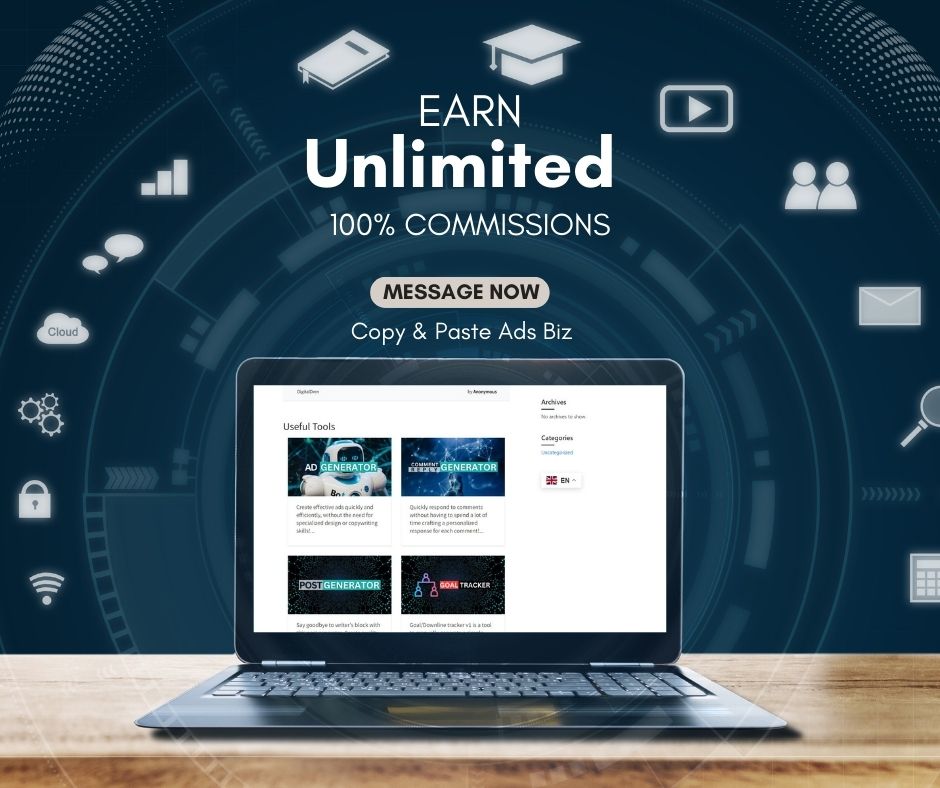 EARN
Unlimited
100% COMMISSIONS
MESSAGE NOW
Copy & Paste Ads Biz
Cloud
by Anonymous
Useful Tools
AD GENERATOR
Create effective ads quickly and
efficiently, without the need for
specialized design or copywriting
skills!...
COMMENT
REPLY GENERATOR
Quickly respond to comments
without having to spend a lot of
time crafting a personalized
response for each comment!...
POST GENERATOR
Say goodbye to writer's block with
GOAL TRACKER
Goal/Downline tracker v1 is a tool
Archives
No archives to show.
Categories
Uncategorized
EN